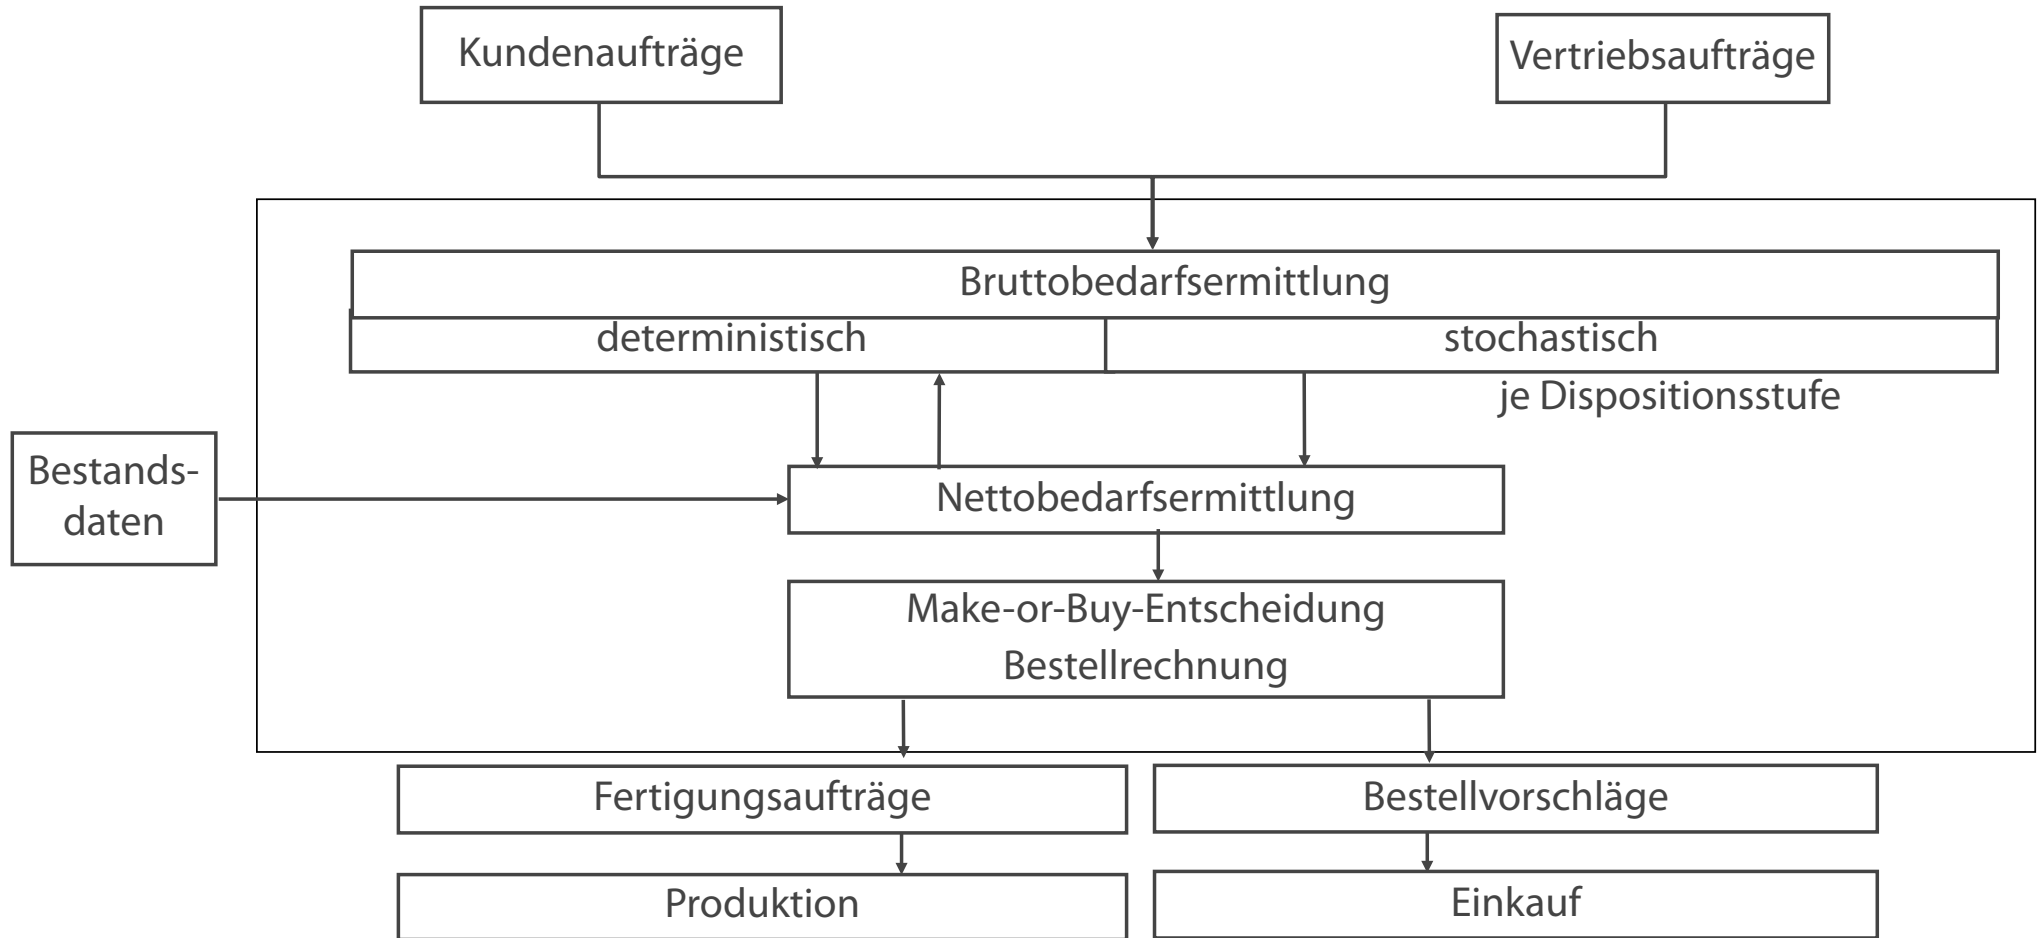 Kundenaufträge
Vertriebsaufträge
Bruttobedarfsermittlung
deterministisch
stochastisch
je Dispositionsstufe
Bestands-
daten
Nettobedarfsermittlung
Make-or-Buy-Entscheidung
Bestellrechnung
Fertigungsaufträge
Bestellvorschläge
Produktion
Einkauf